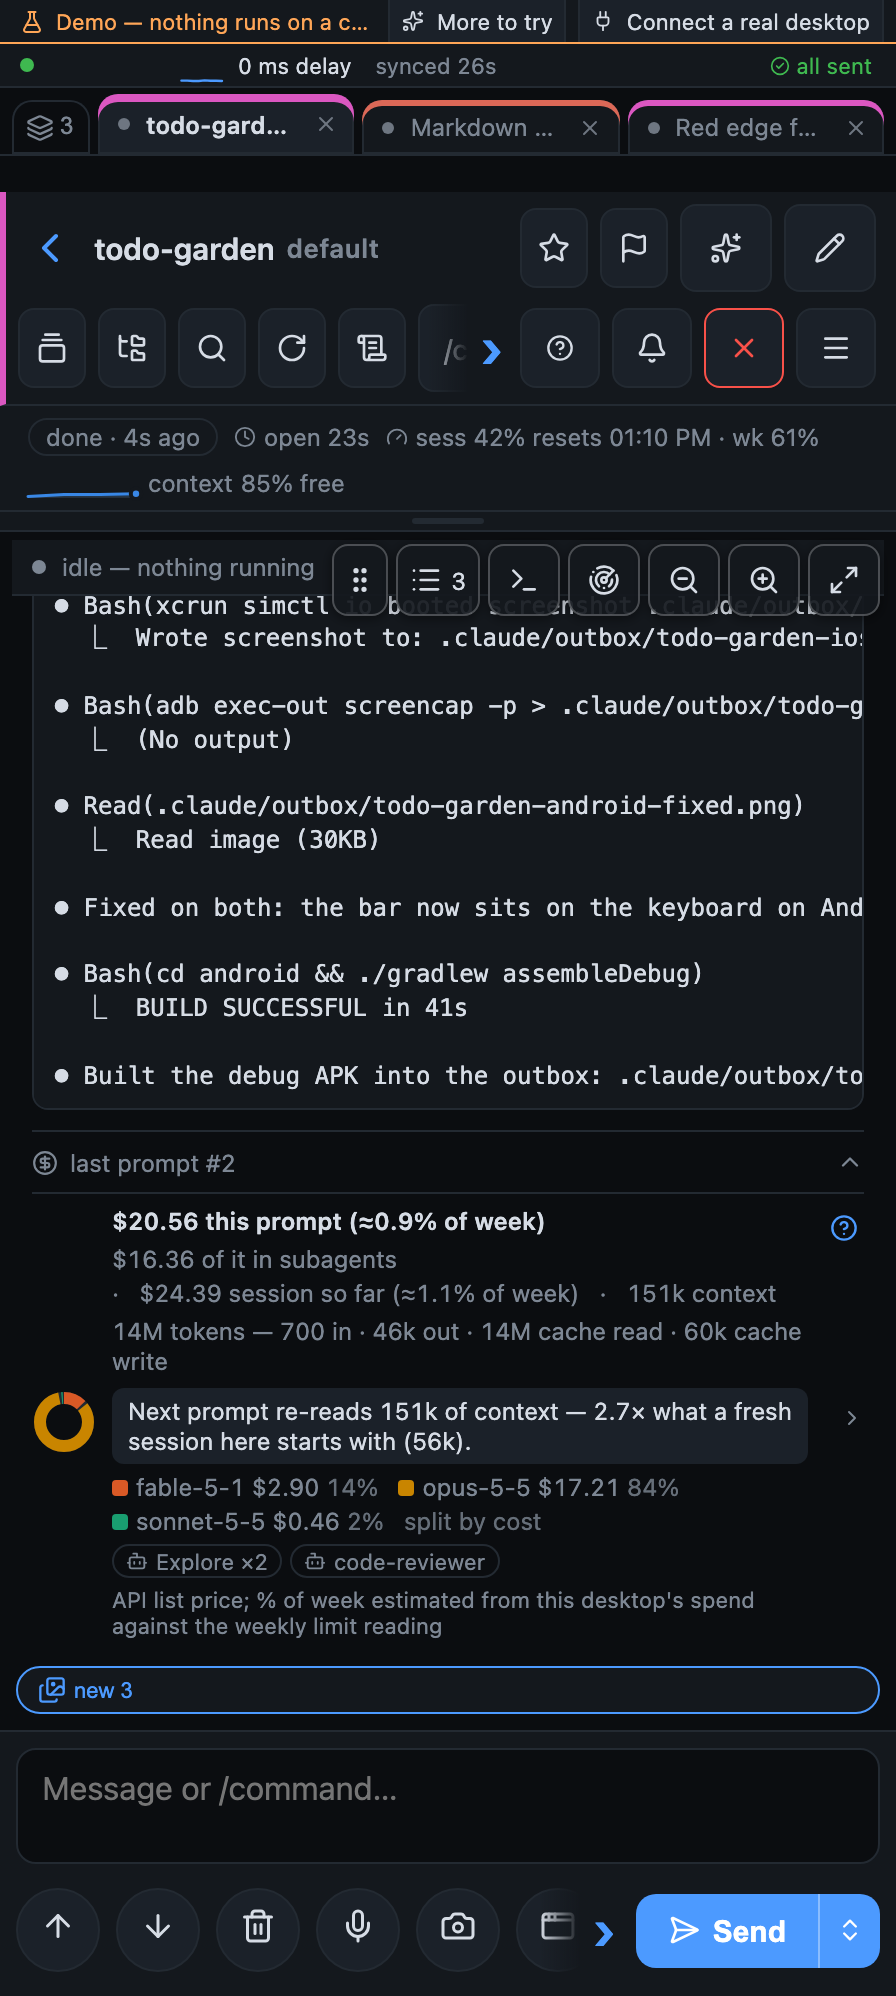 Demo — nothing runs on a c...
More to try
Connect a real desktop
0 ms delay
synced 26s
all sent
3
todo-gard...
Markdown ...
Red edge f...
todo-garden default
/c
done · 4s ago
open 23s
sess 42% resets 01:10 PM · wk 61%
context 85% free
idle — nothing running
3
Bash(xcrun simctl io booted screenshot .claude/outbox/
Wrote screenshot to: .claude/outbox/todo-garden-ios
Bash(adb exec-out screencap -p > .claude/outbox/todo-g
(No output)
Read(.claude/outbox/todo-garden-android-fixed.png)
Read image (30KB)
Fixed on both: the bar now sits on the keyboard on And
Bash(cd android && ./gradlew assembleDebug)
BUILD SUCCESSFUL in 41s
Built the debug APK into the outbox: .claude/outbox/to
last prompt #2
$20.56 this prompt (≈0.9% of week)
$16.36 of it in subagents
· $24.39 session so far (≈1.1% of week) · 151k context
14M tokens — 700 in · 46k out · 14M cache read · 60k cache
write
Next prompt re-reads 151k of context — 2.7× what a fresh
session here starts with (56k).
fable-5-1 $2.90 14% opus-5-5 $17.21 84%
sonnet-5-5 $0.46 2% split by cost
Explore ×2
code-reviewer
API list price; % of week estimated from this desktop's spend
against the weekly limit reading
new 3
Message or /command...
Send